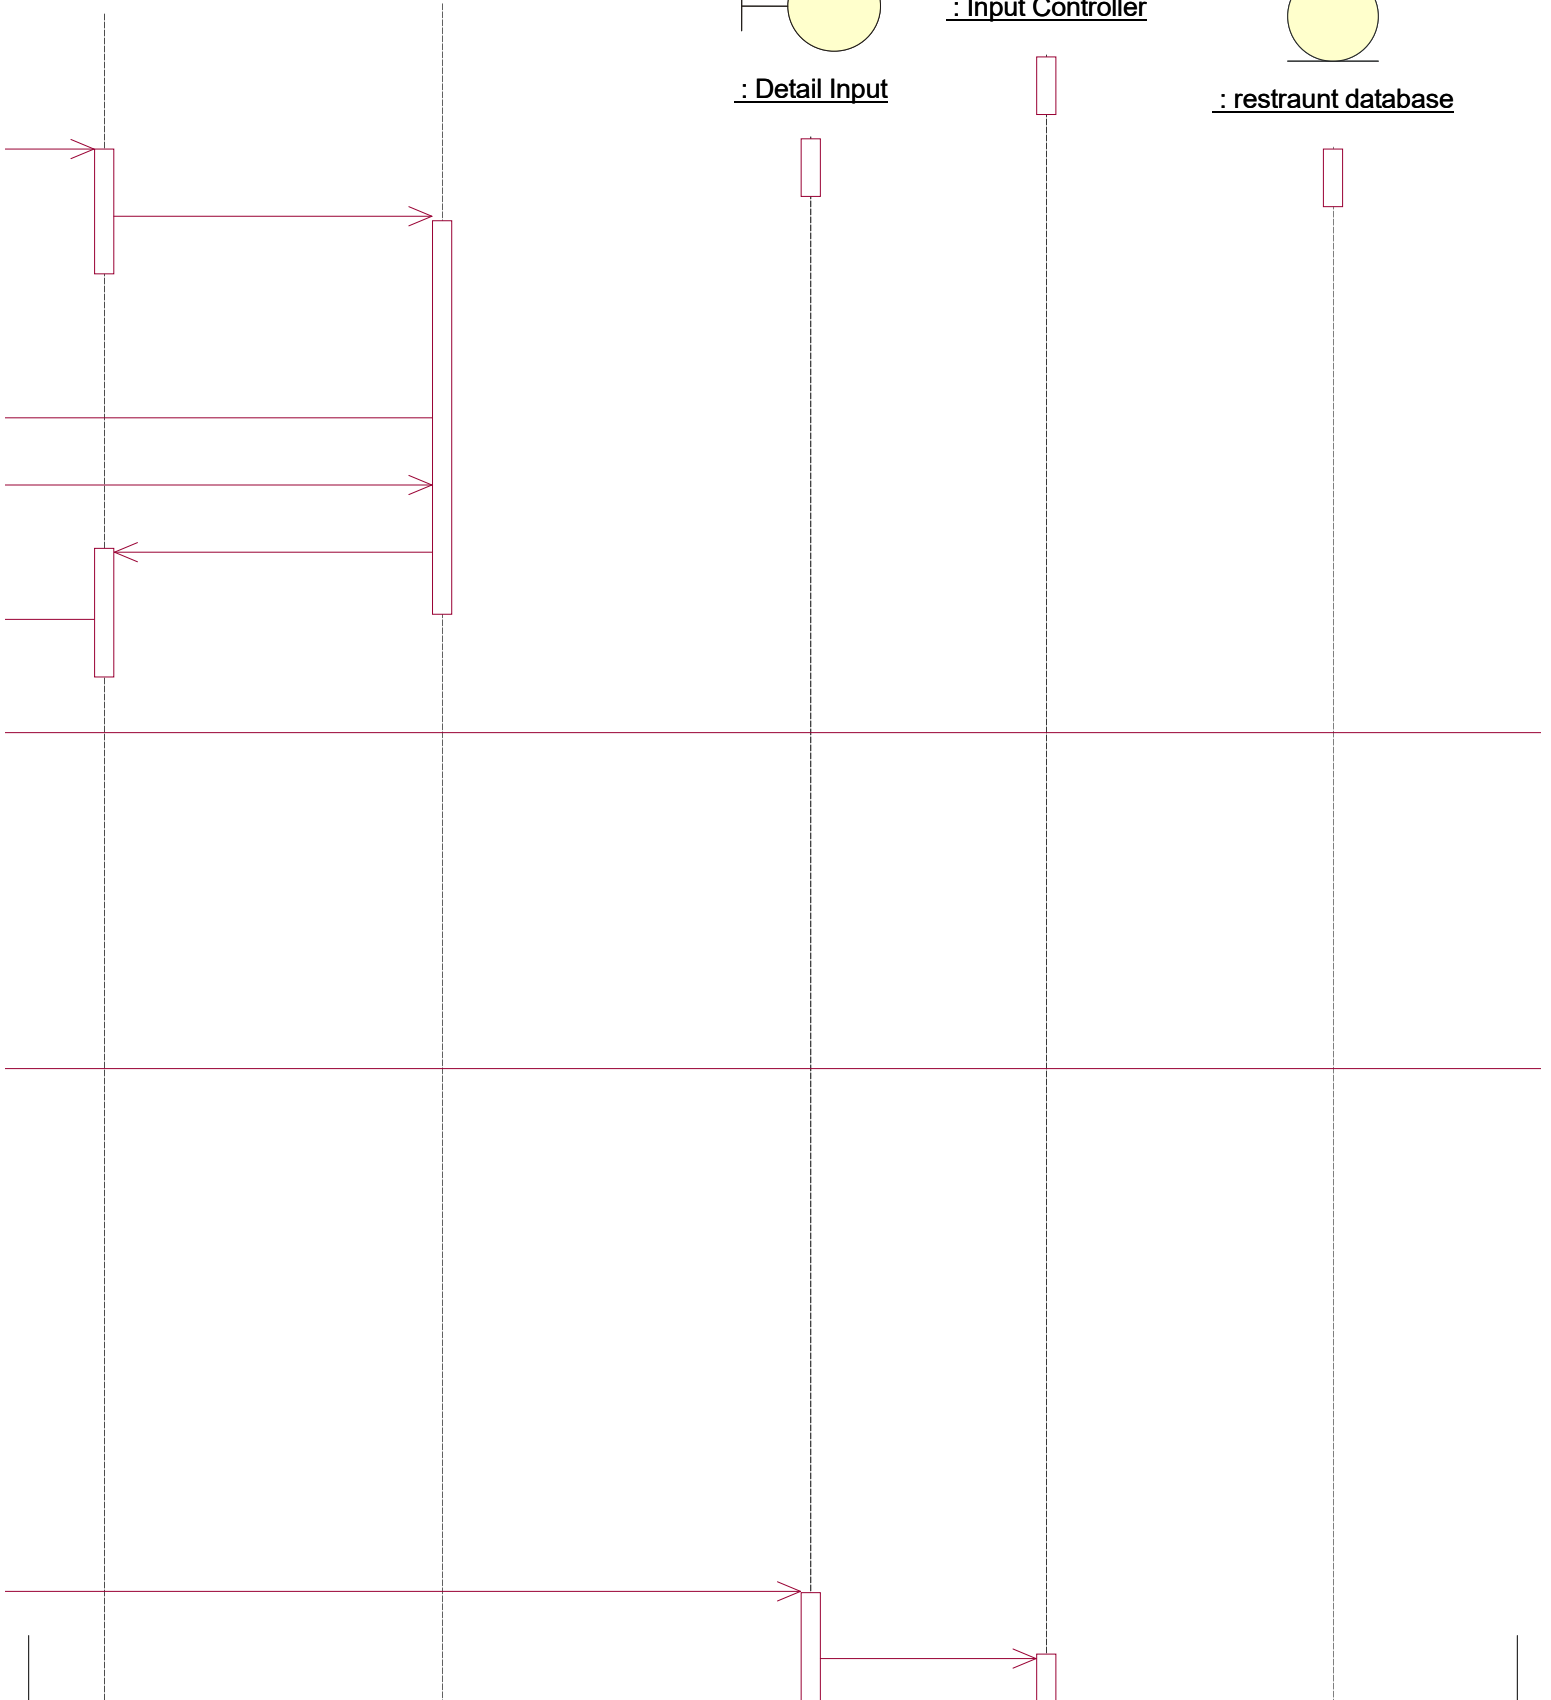 : Input Controller
: Detail Input
: restraunt database